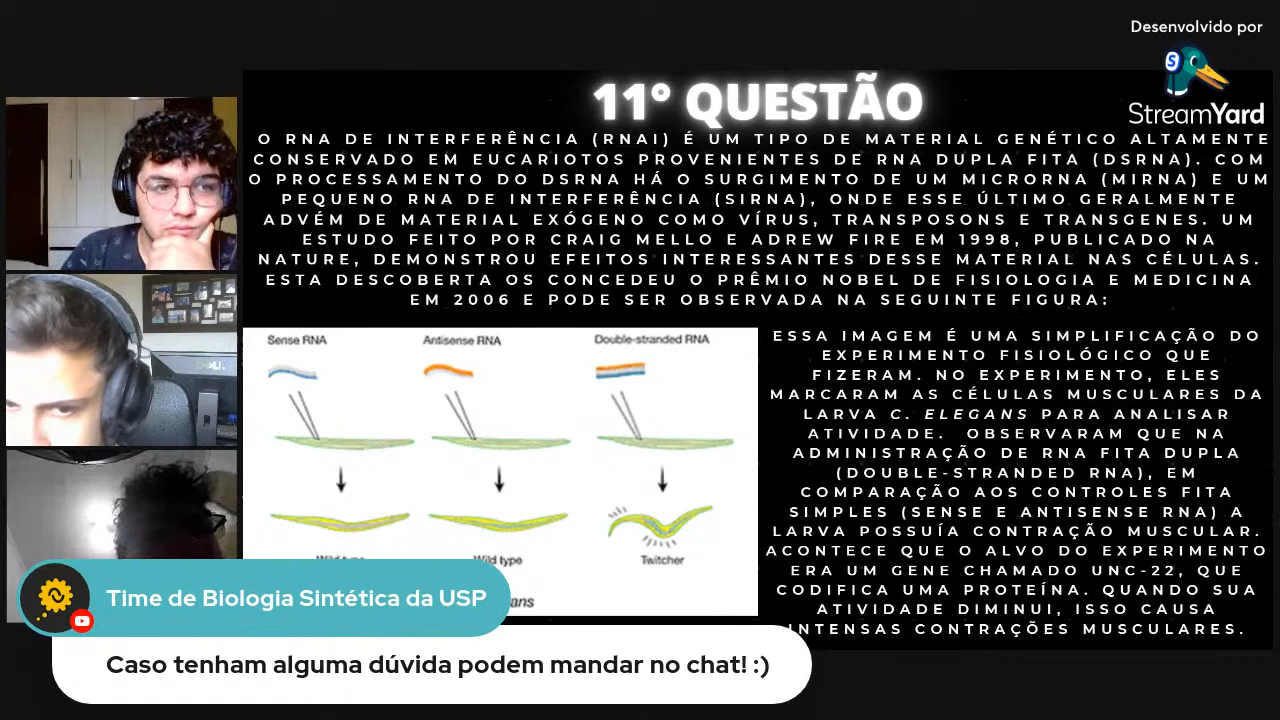 Desenvolvido por
StreamYard
11° QUESTÃO
O RNA DE INTERFERÊNCIA (RNAI) É UM TIPO DE MATERIAL GENÉTICO ALTAMENTE
CONSERVADO EM EUCARIOTOS PROVENIENTES DE RNA DUPLA FITA (DSRNA). COM
O PROCESSAMENTO DO DSRNA HÁ O SURGIMENTO DE UM MICRORNA (MIRNA) E UM
PEQUENO RNA DE INTERFERÊNCIA (SIRNA), ONDE ESSE ÚLTIMO GERALMENTE
ADVÉM DE MATERIAL EXÓGENO COMO VÍRUS, TRANSPOSONS E TRANSGENES. UM
ESTUDO FEITO POR CRAIG MELLO E ADREW FIRE EM 1998, PUBLICADO NA
NATURE, DEMONSTROU EFEITOS INTERESSANTES DESSE MATERIAL NAS CÉLULAS.
ESTA DESCOBERTA OS CONCEDEU O PRÊMIO NOBEL DE FISIOLOGIA E MEDICINA
EM 2006 E PODE SER OBSERVADA NA SEGUINTE FIGURA:
Sense RNA
Antisense RNA
Double-stranded RNA
Wild type
Wild type
Twitcher
ESSA IMAGEM É UMA SIMPLIFICAÇÃO DO
EXPERIMENTO FISIOLÓGICO QUE
FIZERAM. NO EXPERIMENTO, ELES
MARCARAM AS CÉLULAS MUSCULARES DA
LARVA C. ELEGANS PARA ANALISAR
ATIVIDADE. OBSERVARAM QUE NA
ADMINISTRAÇÃO DE RNA FITA DUPLA
(DOUBLE-STRANDED RNA), EM
COMPARAÇÃO AOS CONTROLES FITA
SIMPLES (SENSE E ANTISENSE RNA) A
LARVA POSSUÍA CONTRAÇÃO MUSCULAR.
ACONTECE QUE O ALVO DO EXPERIMENTO
ERA UM GENE CHAMADO UNC-22, QUE
CODIFICA UMA PROTEÍNA. QUANDO SUA
ATIVIDADE DIMINUI, ISSO CAUSA
INTENSAS CONTRAÇÕES MUSCULARES.
Time de Biologia Sintética da USP
Caso tenham alguma dúvida podem mandar no chat! :)